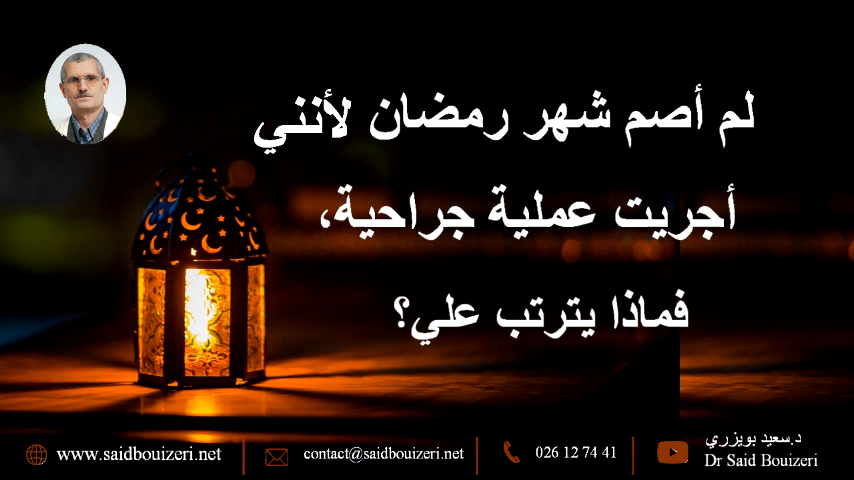 لم أصم شهر رمضان لأنني
أجريت عملية جراحية،
فماذا يترتب علي؟
www.saidbouizeri.net
contact@saidbouizeri.net
026 12 74 41
د.سعيد بويزري
Dr Said Bouizeri